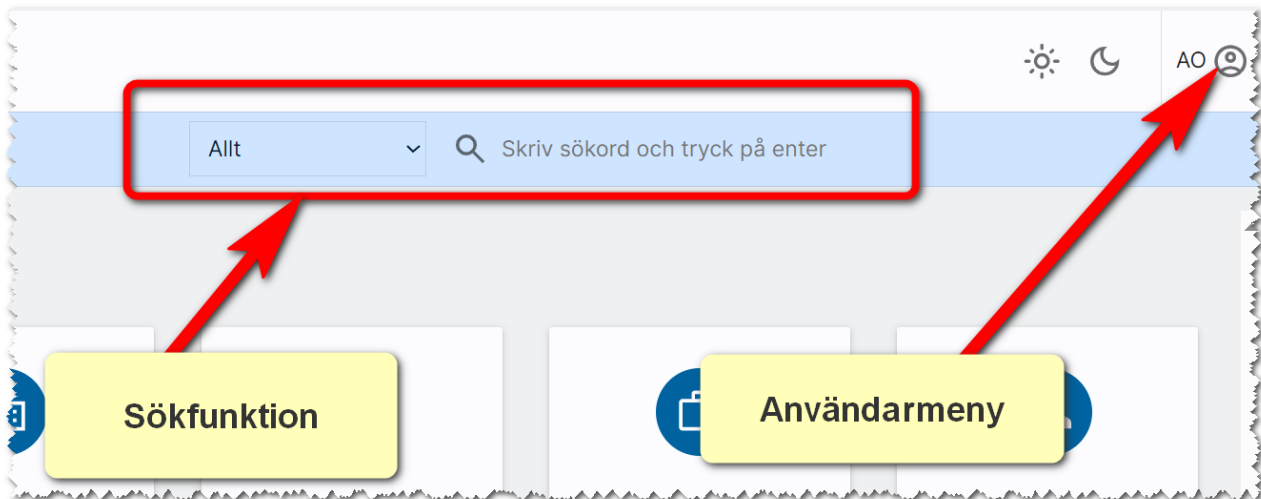 AO
Allt
Skriv sökord och tryck på enter
Sökfunktion
Användarmeny